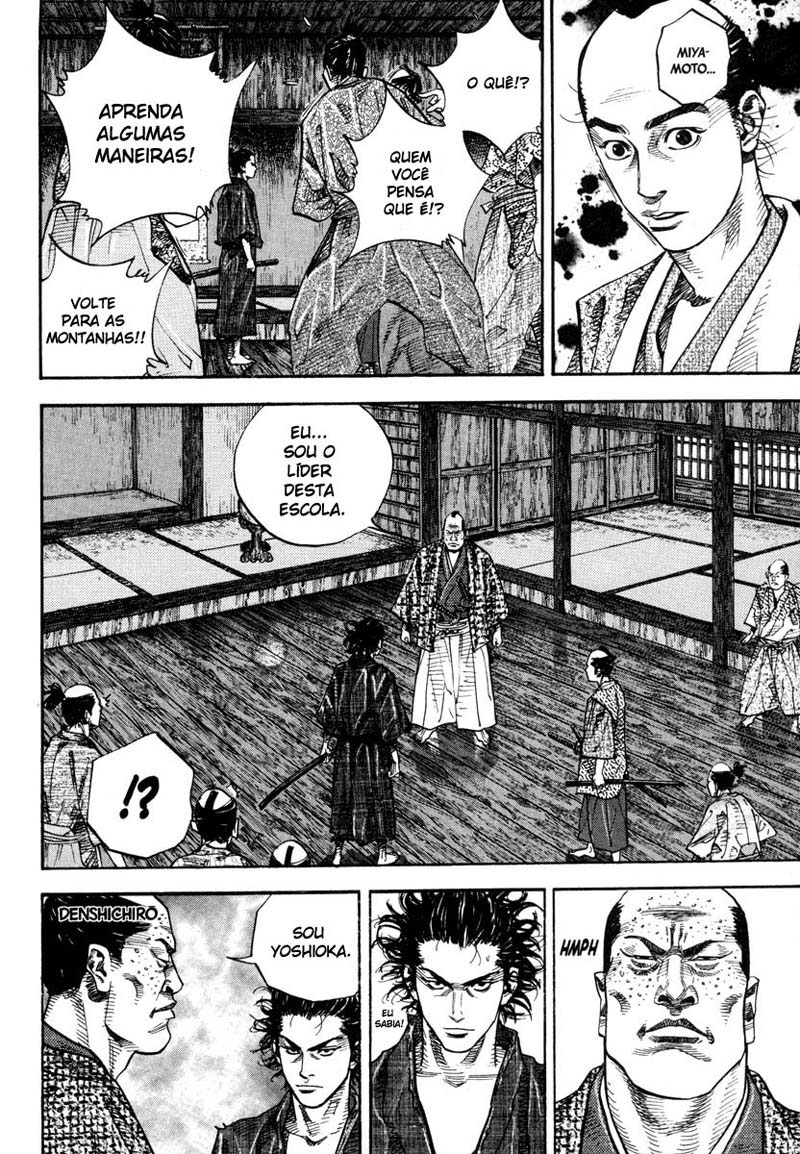 MIYA-
MOTO...
O QUÊ!?
QUEM
VOCÊ
PENSA
QUE É!?
APRENDA
ALGUMAS
MANEIRAS!
VOLTE
PARA AS
MONTANHAS!!
EU...
SOU O
LÍDER
DESTA
ESCOLA.
!?
HMPH
EU
SABIA!
SOU
YOSHIOKA.
DENSHICHIRO.